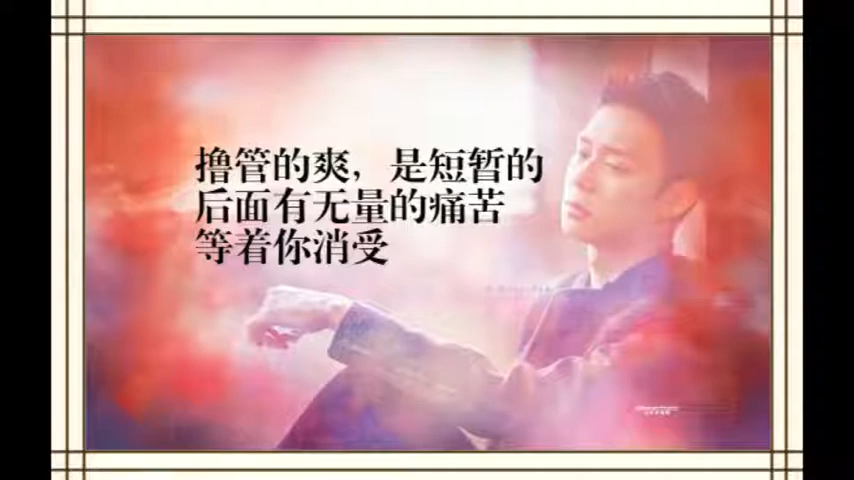 撸管的爽，是短暂的
后面有无量的痛苦
等着你消受